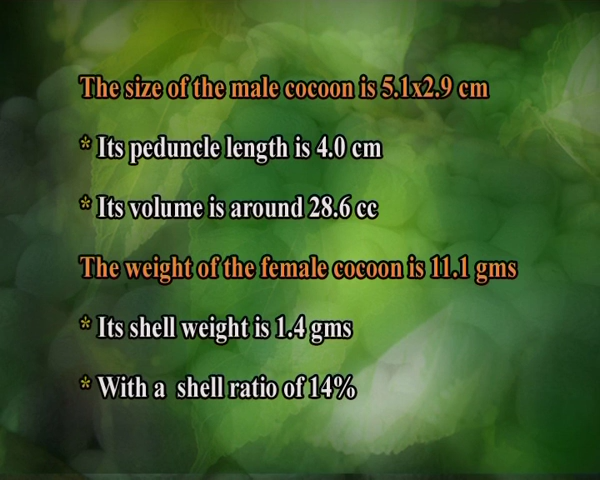 The size of the male cocoon is 5.1x2.9 cm
* Its peduncle length is 4.0 cm
* Its volume is around 28.6 cc
The weight of the female cocoon is 11.1 gms
* Its shell weight is 1.4 gms
* With a  shell ratio of 14%